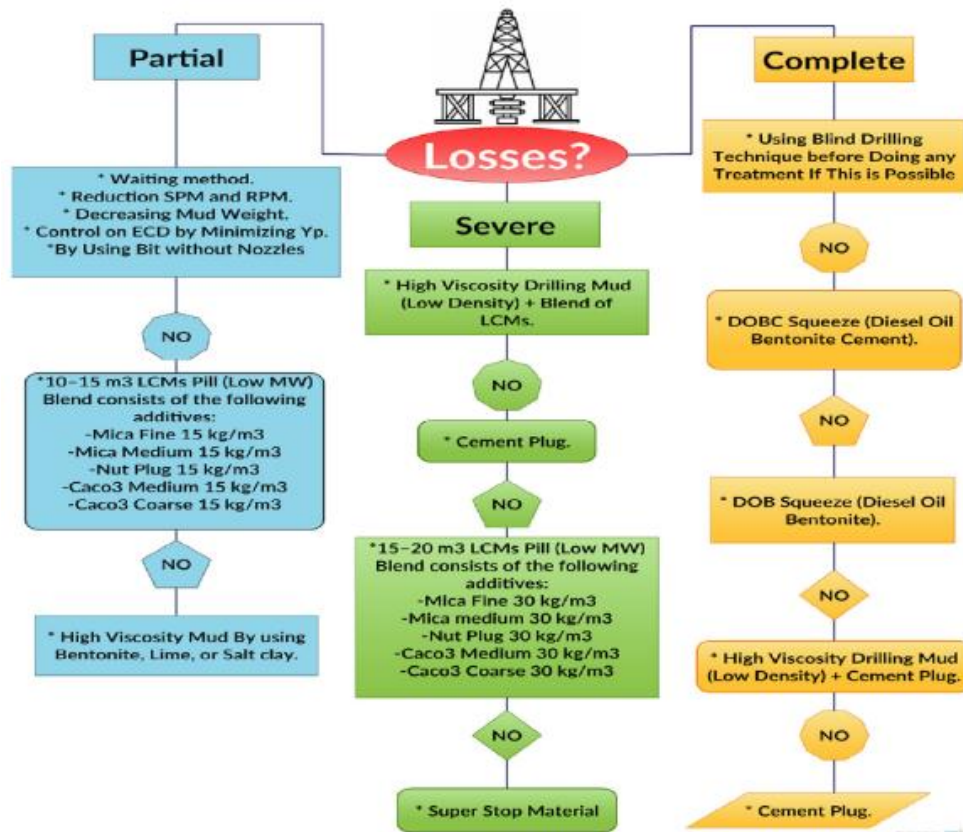 Losses?
Partial
* Waiting method.
* Reduction SPM and RPM.
* Decreasing Mud Weight.
* Control on ECD by Minimizing Yp.
*By Using Bit without Nozzles
NO
*10–15 m3 LCMs Pill (Low MW)
Blend consists of the following
additives:
-Mica Fine 15 kg/m3
-Mica Medium 15 kg/m3
-Nut Plug 15 kg/m3
-Caco3 Medium 15 kg/m3
-Caco3 Coarse 15 kg/m3
NO
* High Viscosity Mud By using
Bentonite, Lime, or Salt clay.
Severe
* High Viscosity Drilling Mud
(Low Density) + Blend of
LCMs.
NO
* Cement Plug.
NO
*15–20 m3 LCMs Pill (Low MW)
Blend consists of the following
additives:
-Mica Fine 30 kg/m3
-Mica medium 30 kg/m3
-Nut Plug 30 kg/m3
-Caco3 Medium 30 kg/m3
-Caco3 Coarse 30 kg/m3
NO
* Super Stop Material
Complete
* Using Blind Drilling
Technique before Doing any
Treatment If This is Possible
NO
* DOBC Squeeze (Diesel Oil
Bentonite Cement).
NO
* DOB Squeeze (Diesel Oil
Bentonite).
NO
* High Viscosity Drilling Mud
(Low Density) + Cement Plug.
NO
* Cement Plug.